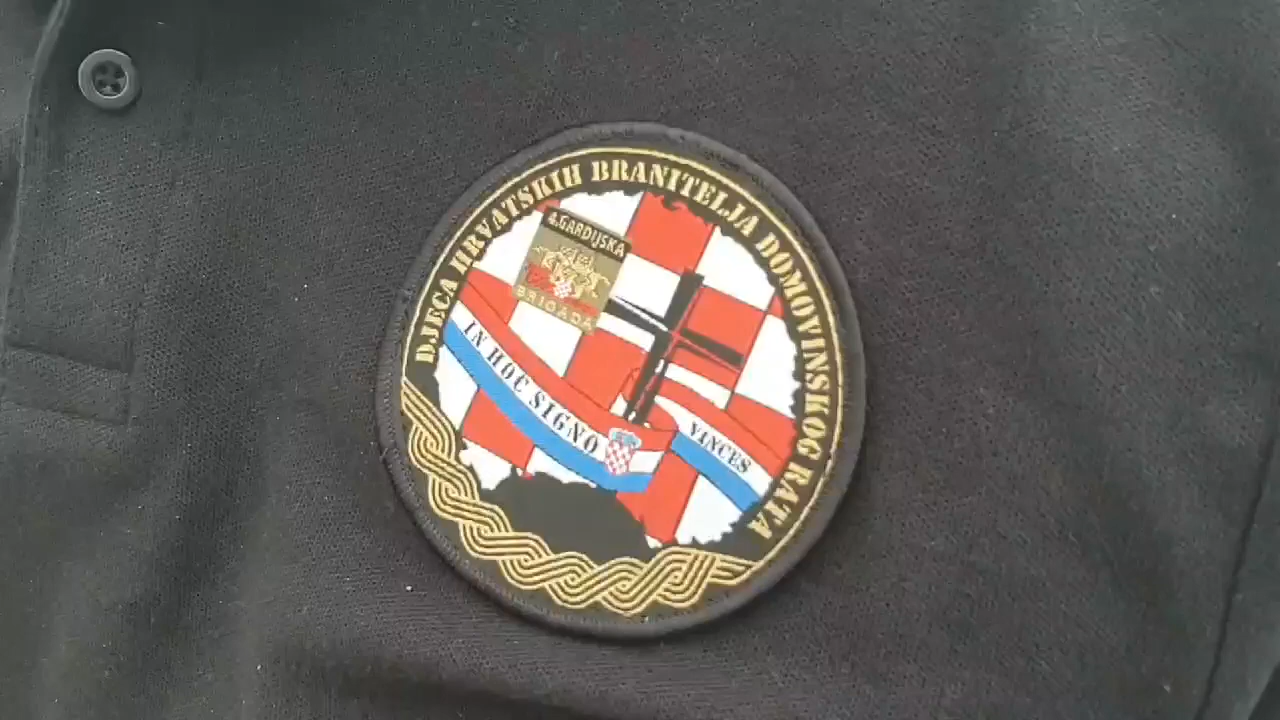 DJECA HRVATSKIH BRANITELJA DOMOVINSKOG RATA
4.GARDIJSKA
BRIGADA
IN HOC SIGNO
VINCES